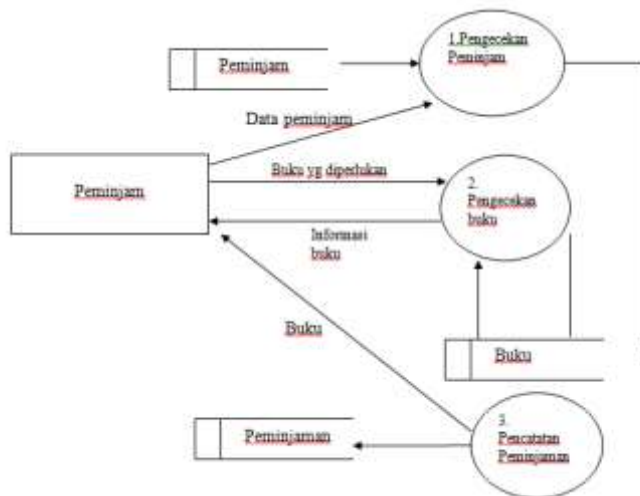 1.Pengecekan
Peminjam
Peminjam
Data peminjam
Buku yg diperlukan
Peminjam
2.
Pengecekan
buku
Informasi
buku
Buku
Buku
3.
Pencatatan
Peminjaman
Peminjaman